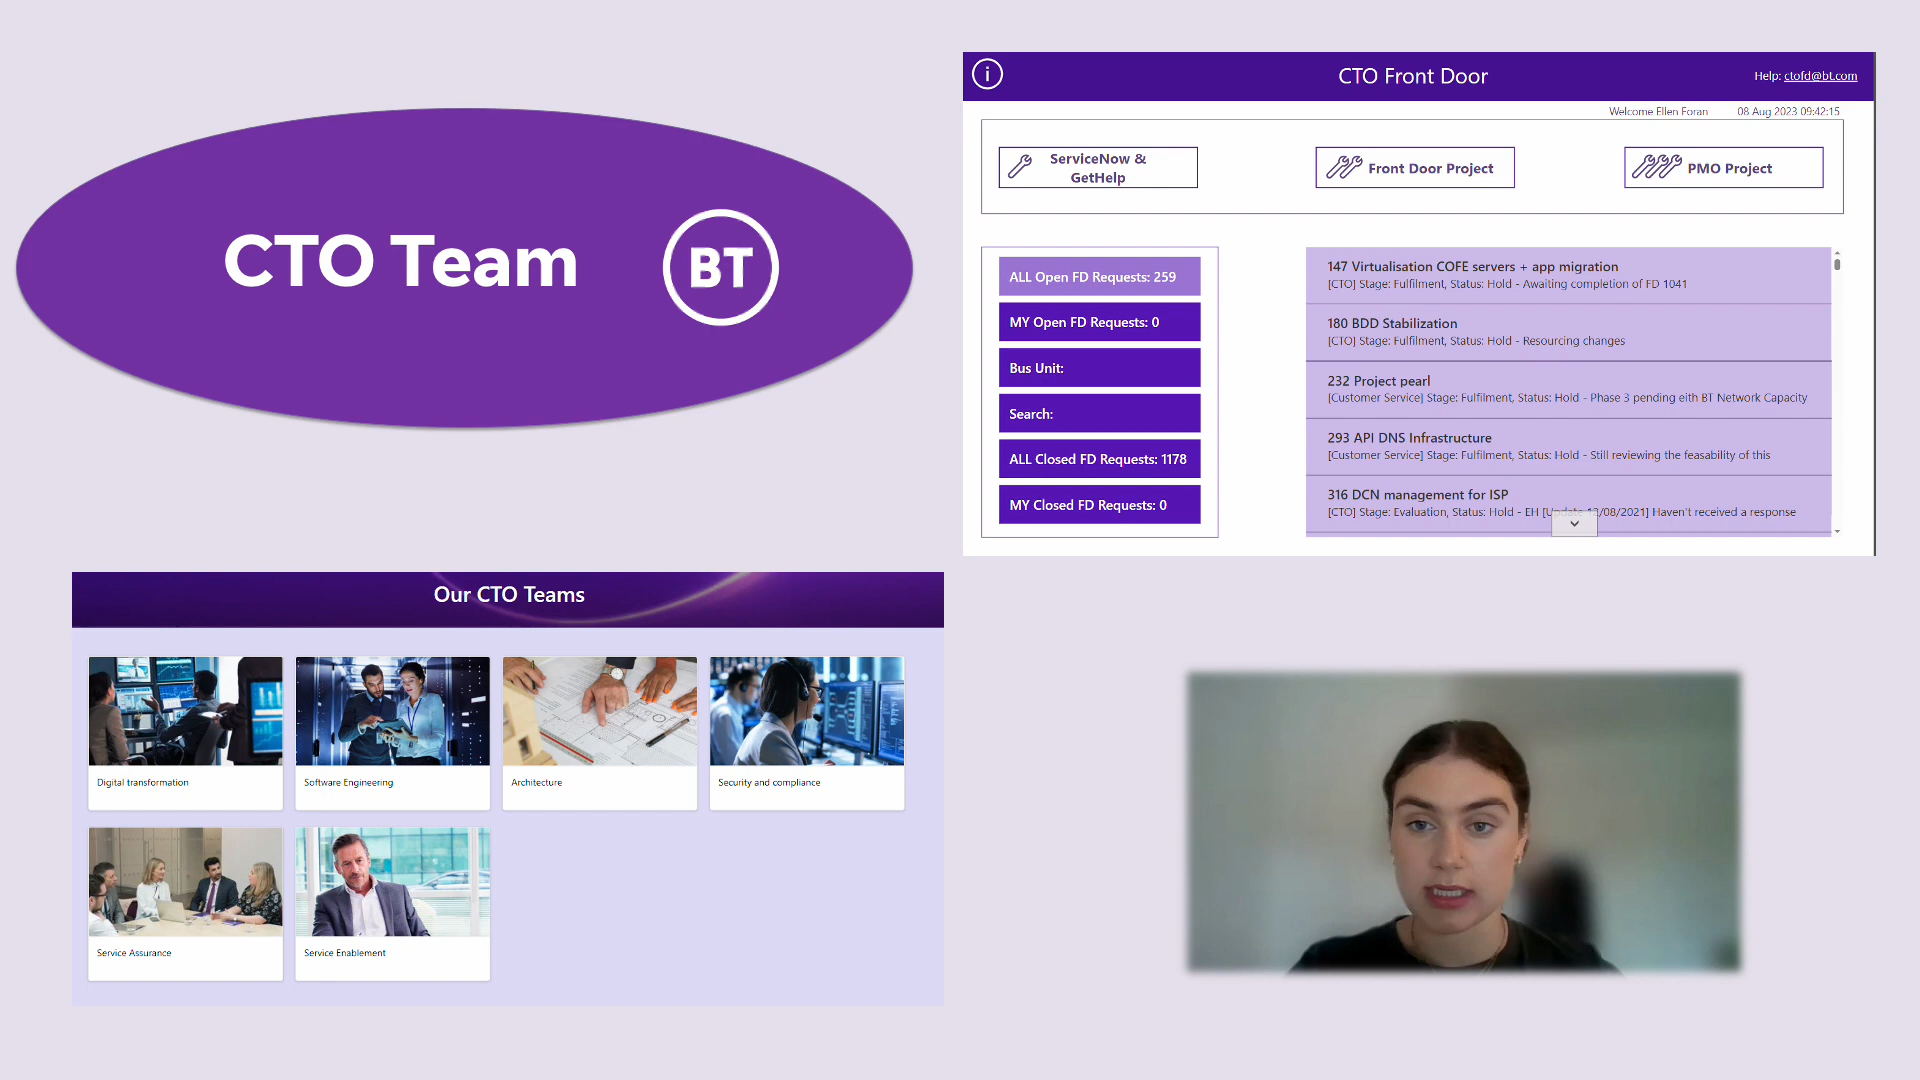 CTO Team
BT
CTO Front Door
Help: ctofd@bt.com
Welcome Ellen Foran
08 Aug 2023 09:42:15
ServiceNow &
GetHelp
Front Door Project
PMO Project
ALL Open FD Requests: 259
MY Open FD Requests: 0
Bus Unit:
Search:
ALL Closed FD Requests: 1178
MY Closed FD Requests: 0
147 Virtualisation COFE servers + app migration
[CTO] Stage: Fulfilment, Status: Hold - Awaiting completion of FD 1041
180 BDD Stabilization
[CTO] Stage: Fulfilment, Status: Hold - Resourcing changes
232 Project pearl
[Customer Service] Stage: Fulfilment, Status: Hold - Phase 3 pending eith BT Network Capacity
293 API DNS Infrastructure
[Customer Service] Stage: Fulfilment, Status: Hold - Still reviewing the feasability of this
316 DCN management for ISP
[CTO] Stage: Evaluation, Status: Hold - EH [Update /08/2021] Haven't received a response
Our CTO Teams
Digital transformation
Software Engineering
Architecture
Security and compliance
Service Assurance
Service Enablement